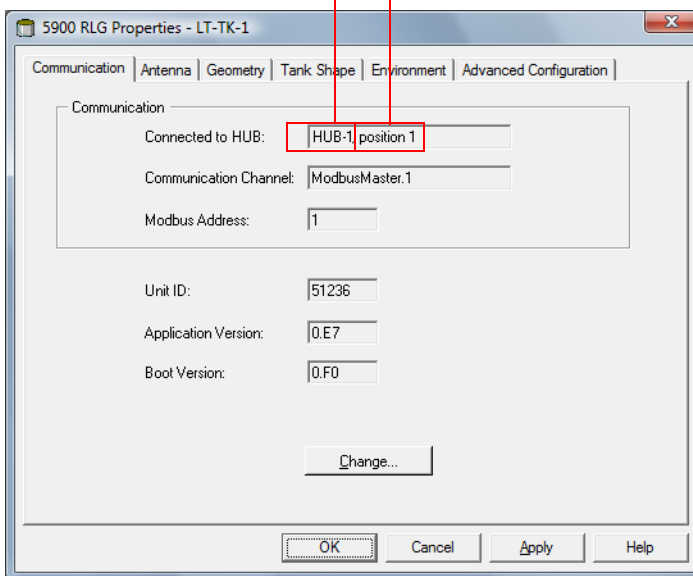 5900 RLG Properties - LT-TK-1
Communication Antenna Geometry Tank Shape Environment Advanced Configuration
Communication
Connected to HUB: HUB-1, position 1
Communication Channel: ModbusMaster.1
Modbus Address: 1
Unit ID: 51236
Application Version: 0.E7
Boot Version: 0.F0
Change...
OK Cancel Apply Help